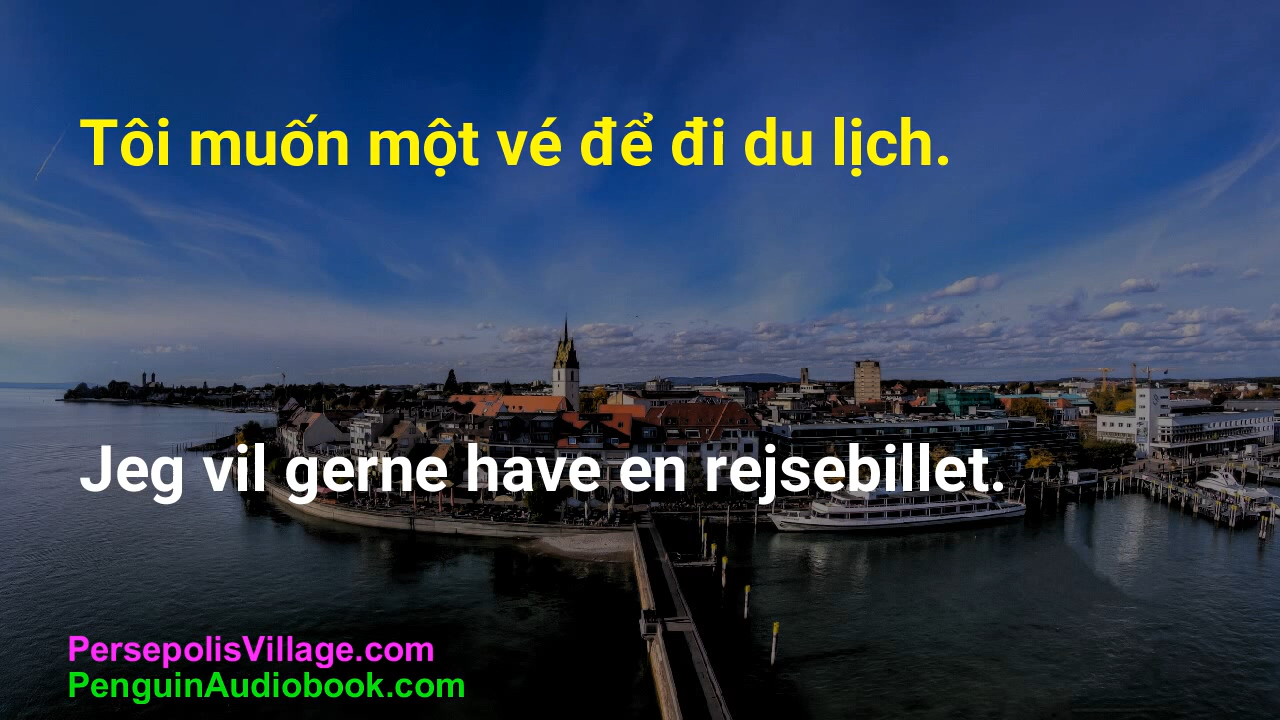 Tôi muốn một vé để đi du lịch.
Jeg vil gerne have en rejsebillet.
PersepolisVillage.com
PenguinAudiobook.com